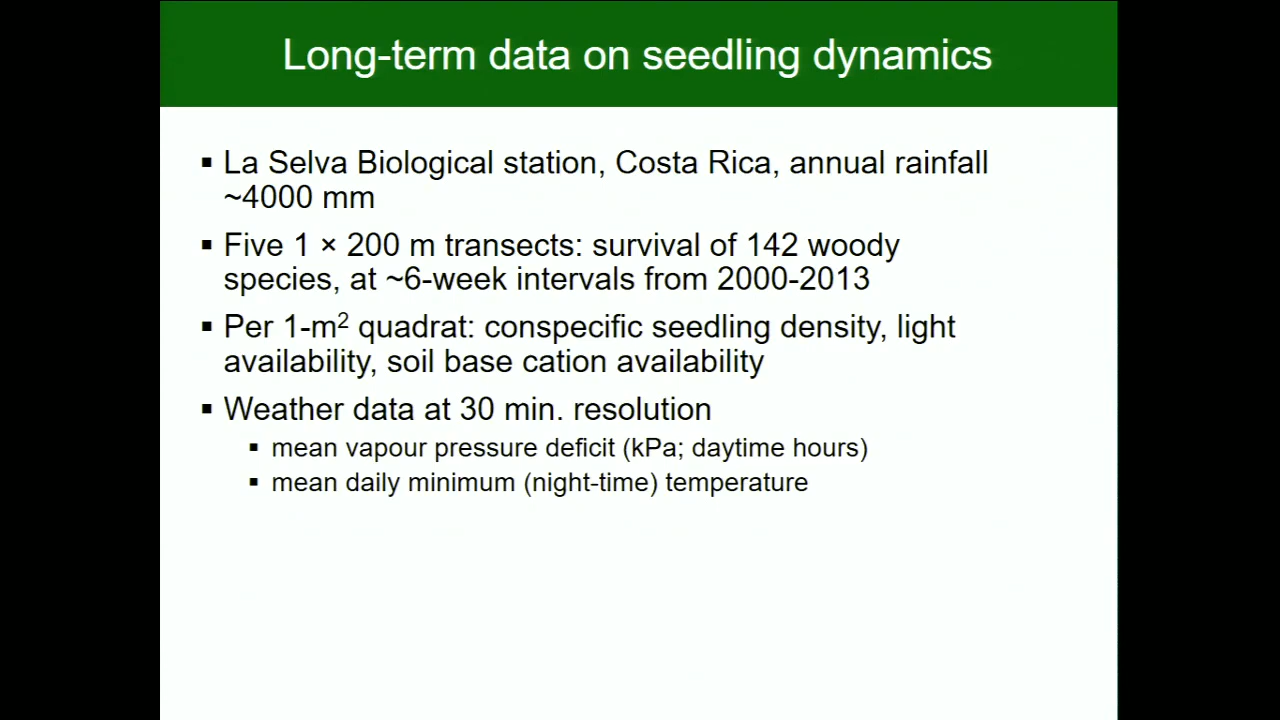 Long-term data on seedling dynamics
▪ La Selva Biological station, Costa Rica, annual rainfall
~4000 mm
▪ Five 1 × 200 m transects: survival of 142 woody
species, at ~6-week intervals from 2000-2013
▪ Per 1-m² quadrat: conspecific seedling density, light
availability, soil base cation availability
▪ Weather data at 30 min. resolution
▪ mean vapour pressure deficit (kPa; daytime hours)
▪ mean daily minimum (night-time) temperature